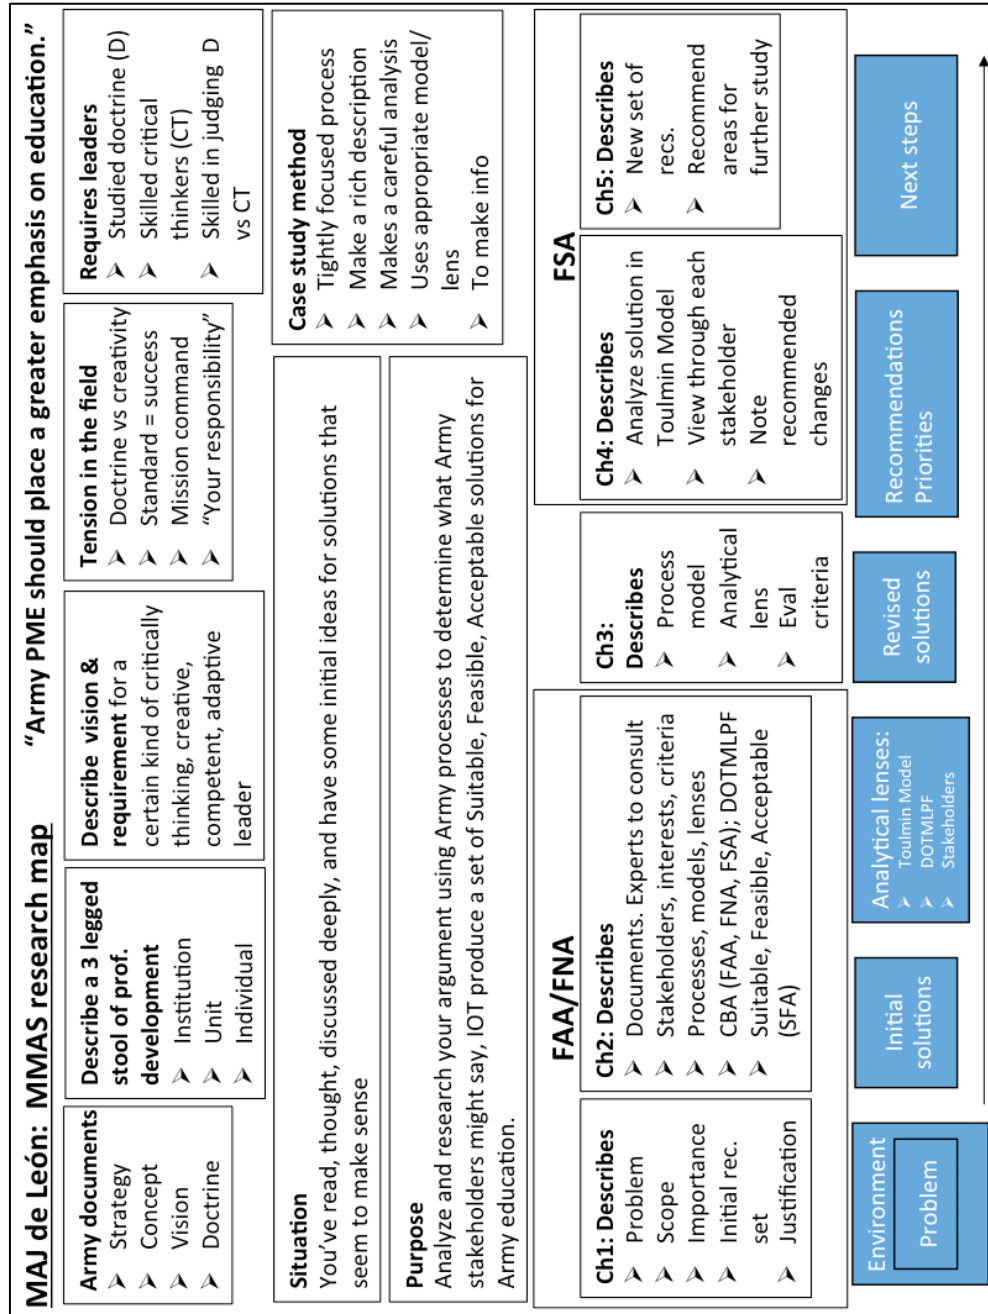 MAJ de León:  MMAS research map
“Army PME should place a greater emphasis on education.”
Army documents
➢ Strategy
➢ Concept
➢ Vision
➢ Doctrine
Describe a 3 legged
stool of prof.
development
➢ Institution
➢ Unit
➢ Individual
Describe vision &
requirement for a
certain kind of critically
thinking, creative,
competent, adaptive
leader
Tension in the field
➢ Doctrine vs creativity
➢ Standard = success
➢ Mission command
➢ “Your responsibility”
Requires leaders
➢ Studied doctrine (D)
➢ Skilled critical
thinkers (CT)
➢ Skilled in judging D
vs CT
Situation
You’ve read, thought, discussed deeply, and have some initial ideas for solutions that
seem to make sense
Purpose
Analyze and research your argument using Army processes to determine what Army
stakeholders might say, IOT produce a set of Suitable, Feasible, Acceptable solutions for
Army education.
Case study method
➢ Tightly focused process
➢ Make a rich description
➢ Makes a careful analysis
➢ Uses appropriate model/
lens
➢ To make info
FAA/FNA
Ch1: Describes
➢ Problem
➢ Scope
➢ Importance
➢ Initial rec.
set
➢ Justification
Ch2: Describes
➢ Documents. Experts to consult
➢ Stakeholders, interests, criteria
➢ Processes, models, lenses
➢ CBA (FAA, FNA, FSA); DOTMLPF
➢ Suitable, Feasible, Acceptable
(SFA)
Ch3:
Describes
➢ Process
model
➢ Analytical
lens
➢ Eval
criteria
FSA
Ch4: Describes
➢ Analyze solution in
Toulmin Model
➢ View through each
stakeholder
➢ Note
recommended
changes
Ch5: Describes
➢ New set of
recs.
➢ Recommend
areas for
further study
Environment
Problem
Initial
solutions
Analytical lenses:
➢ Toulmin Model
➢ DOTMLPF
➢ Stakeholders
Revised
solutions
Recommendations
Priorities
Next steps